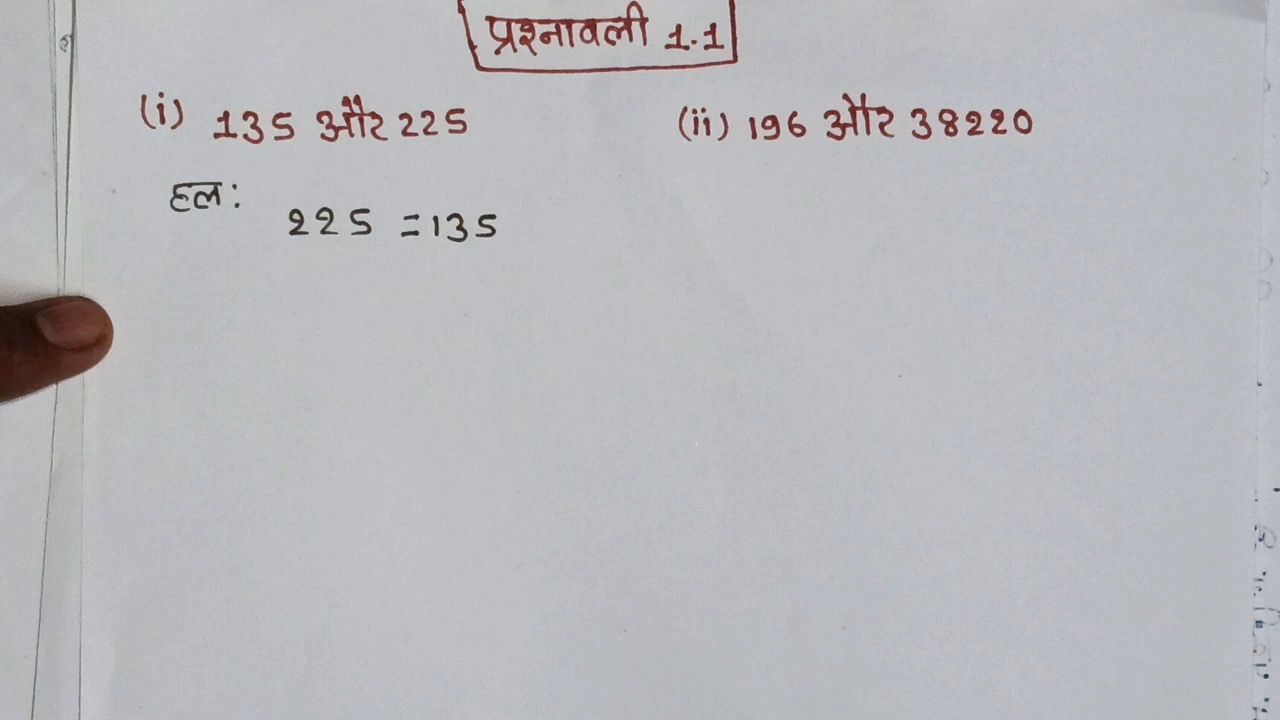 प्रश्नावली 1.1
(i) 135 और 225 (ii) 196 और 38220
हल:
225 = 135